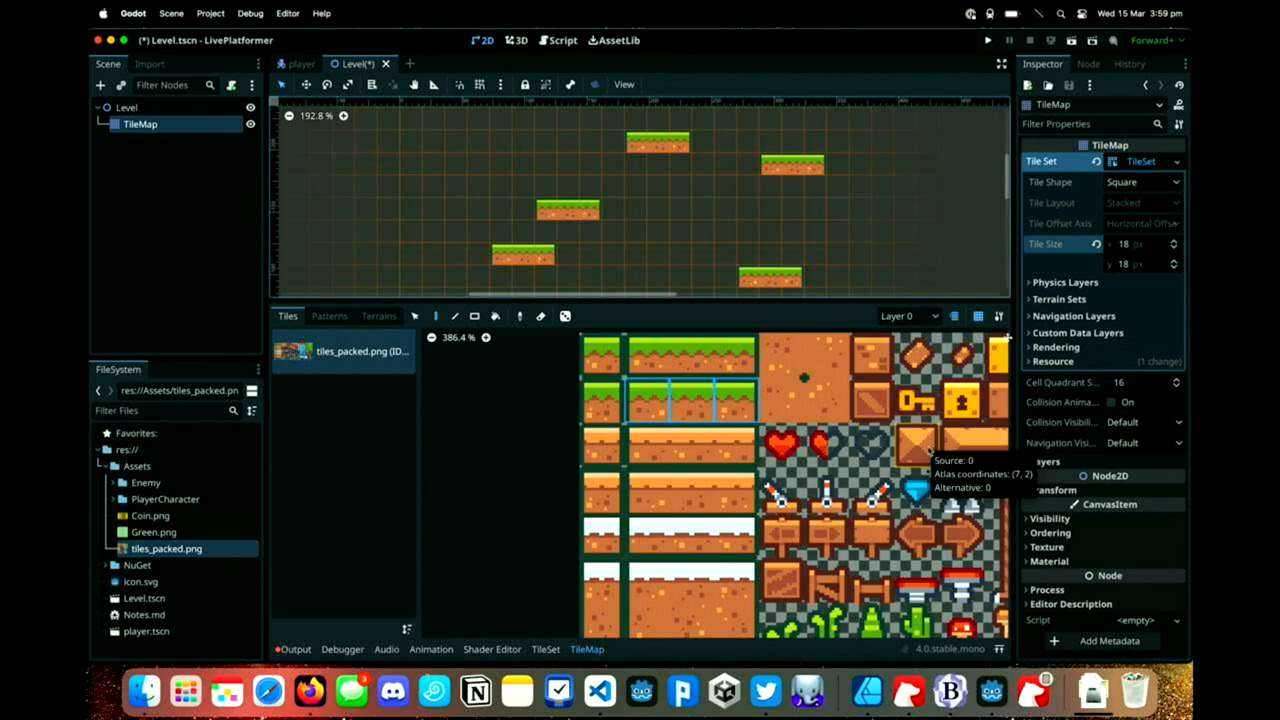 Godot Scene Project Debug Editor Help Wed 15 Mar 3:59 pm
(*) Level.tscn - LivePlatformer 2D 3D Script AssetLib Forward+
Scene Import
Filter Nodes
Level
TileMap
player Level(*)
View
192.8 %
Inspector Node History
TileMap
Filter Properties
TileMap
Tile Set TileSet
Tile Shape Square
Tile Layout Stacked
Tile Offset Axis Horizontal Offse
Tile Size x 18 px
y 18 px
Physics Layers
Terrain Sets
Navigation Layers
Custom Data Layers
Rendering
Resource (1 change)
Cell Quadrant S... 16
Collision Anima... On
Collision Visibili... Default
Navigation Visi... Default
ayers
Node2D
ransform
CanvasItem
Visibility
Ordering
Texture
Material
Node
Process
Editor Description
Script <empty>
Add Metadata
FileSystem
res://Assets/tiles_packed.pn
Filter Files
Favorites:
res://
Assets
Enemy
PlayerCharacter
Coin.png
Green.png
tiles_packed.png
NuGet
icon.svg
Level.tscn
Notes.md
player.tscn
Tiles Patterns Terrains Layer 0
tiles_packed.png (ID...
386.4 %
Source: 0
Atlas coordinates: (7, 2)
Alternative: 0
Output Debugger Audio Animation Shader Editor TileSet TileMap 4.0.stable.mono
3